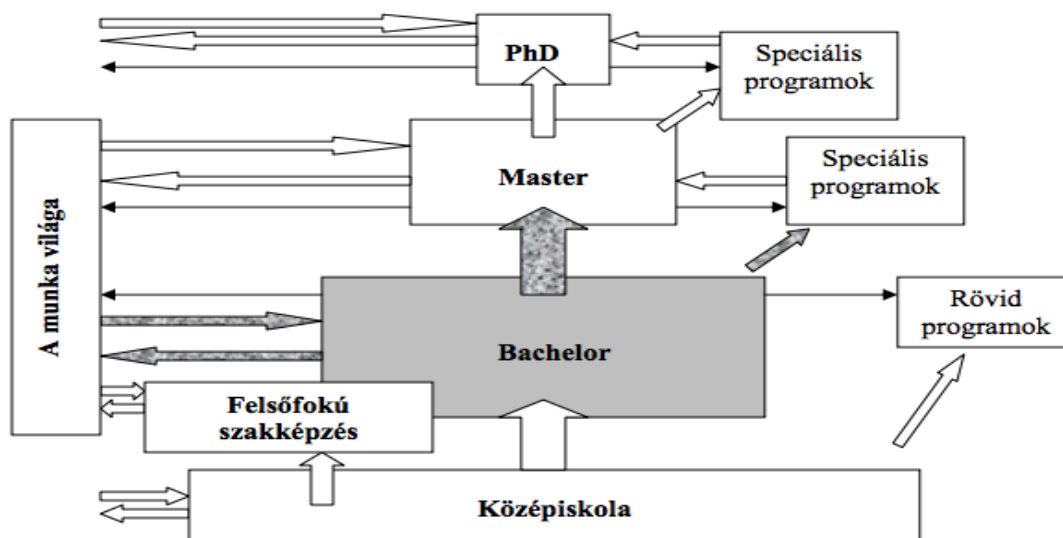 PhD
Speciális
programok
Master
Speciális
programok
A munka világa
Bachelor
Rövid
programok
Felsőfokú
szakképzés
Középiskola